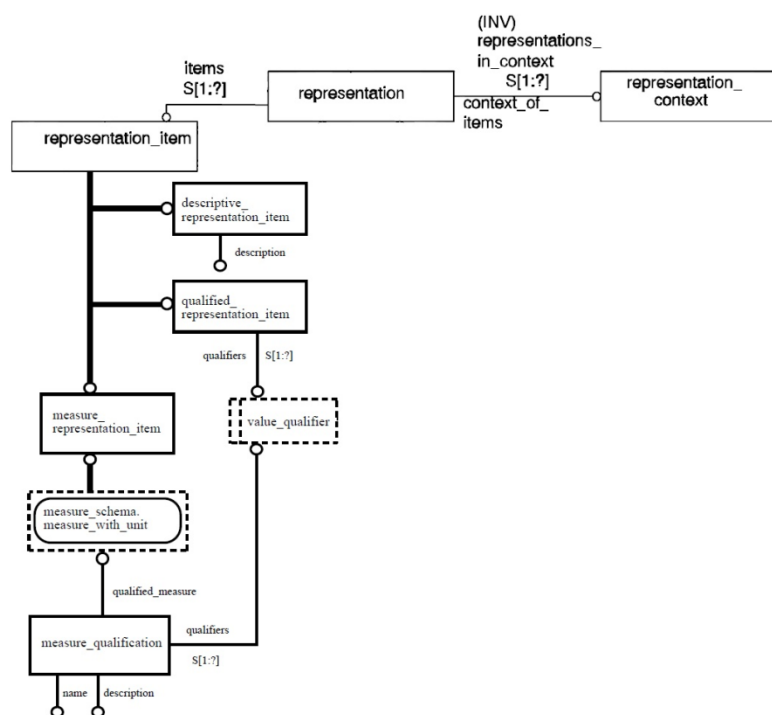 (INV)
representations_
in_context
S[1:?]
items
S[1:?]
representation
representation_
context
context_of_
items
representation_item
descriptive_
representation_item
description
qualified_
representation_item
qualifiers
S[1:?]
measure_
representation_item
value_qualifier
measure_schema.
measure_with_unit
qualified_measure
measure_qualification
qualifiers
S[1:?]
name
description